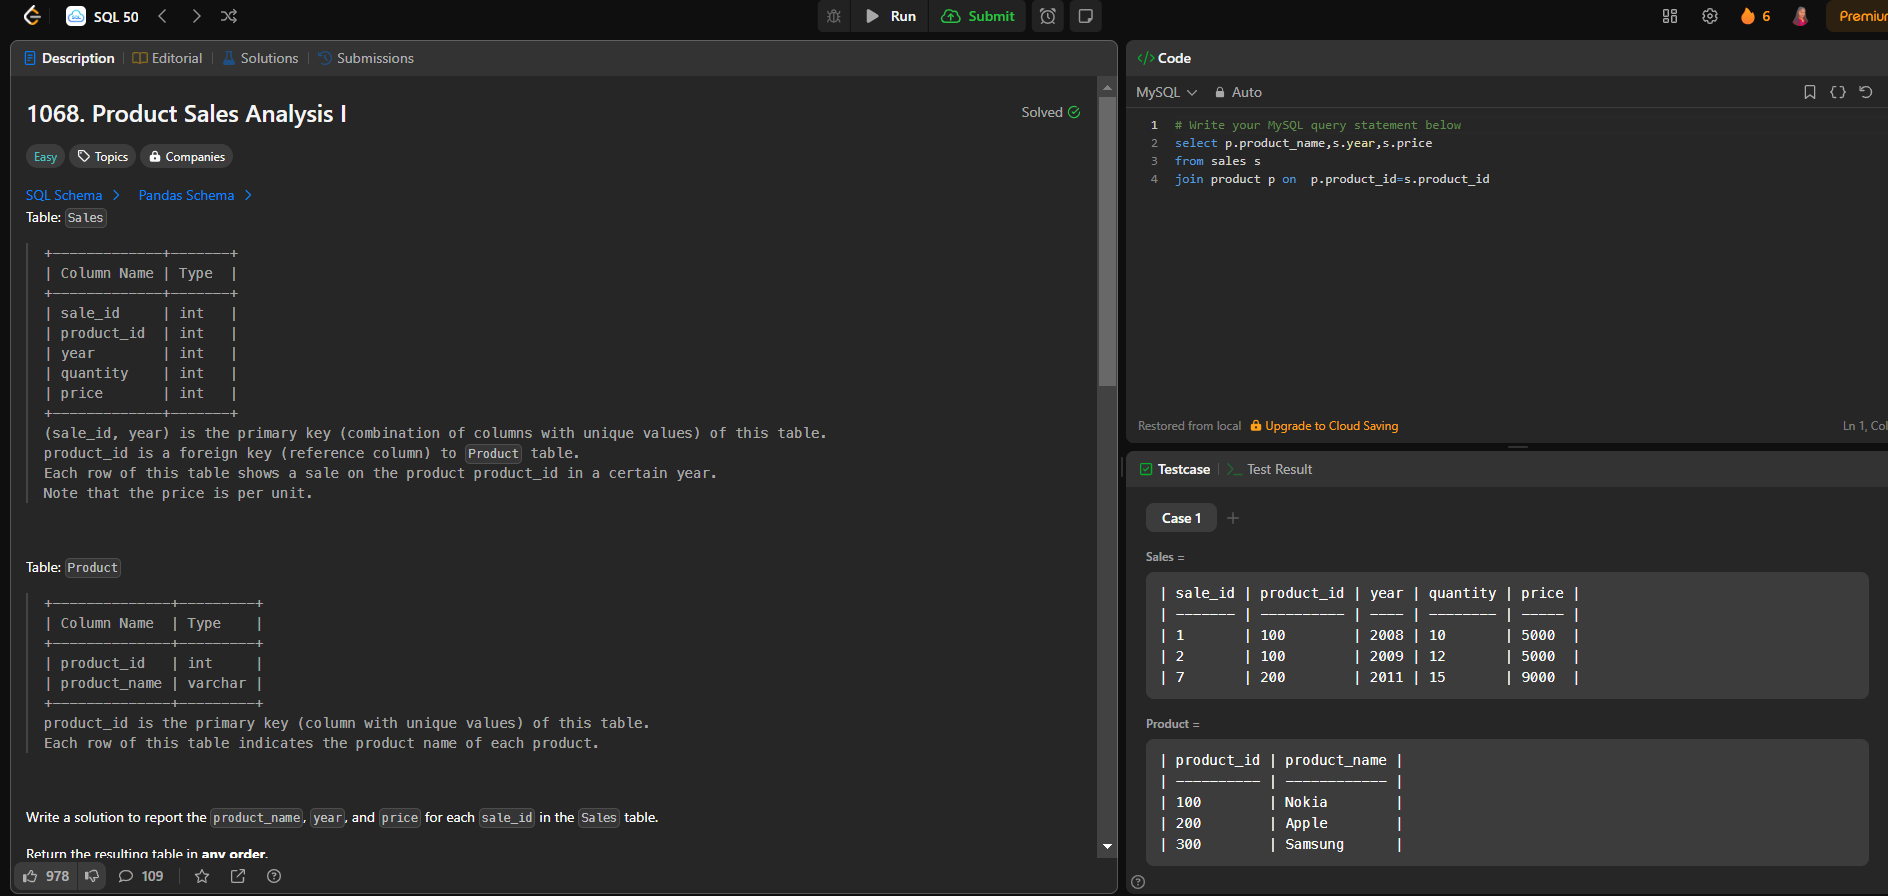 SQL 50
Run
Submit
6
Premiu
Description
Editorial
Solutions
Submissions
1068. Product Sales Analysis I
Solved
Easy
Topics
Companies
SQL Schema
Pandas Schema
Table: Sales
+-------------+-------+
| Column Name | Type  |
+-------------+-------+
| sale_id     | int   |
| product_id  | int   |
| year        | int   |
| quantity    | int   |
| price       | int   |
+-------------+-------+
(sale_id, year) is the primary key (combination of columns with unique values) of this table.
product_id is a foreign key (reference column) to Product table.
Each row of this table shows a sale on the product product_id in a certain year.
Note that the price is per unit.
Table: Product
+--------------+---------+
| Column Name  | Type    |
+--------------+---------+
| product_id   | int     |
| product_name | varchar |
+--------------+---------+
product_id is the primary key (column with unique values) of this table.
Each row of this table indicates the product name of each product.
Write a solution to report the product_name, year, and price for each sale_id in the Sales table.
Return the resulting table in any order.
978
109
Code
MySQL
Auto
1 # Write your MySQL query statement below
2 select p.product_name,s.year,s.price
3 from sales s
4 join product p on  p.product_id=s.product_id
Restored from local
Upgrade to Cloud Saving
Ln 1, Col
Testcase
Test Result
Case 1
Sales =
| sale_id | product_id | year | quantity | price |
| ------- | ---------- | ---- | -------- | ----- |
| 1       | 100        | 2008 | 10       | 5000  |
| 2       | 100        | 2009 | 12       | 5000  |
| 7       | 200        | 2011 | 15       | 9000  |
Product =
| product_id | product_name |
| ---------- | ------------ |
| 100        | Nokia        |
| 200        | Apple        |
| 300        | Samsung      |